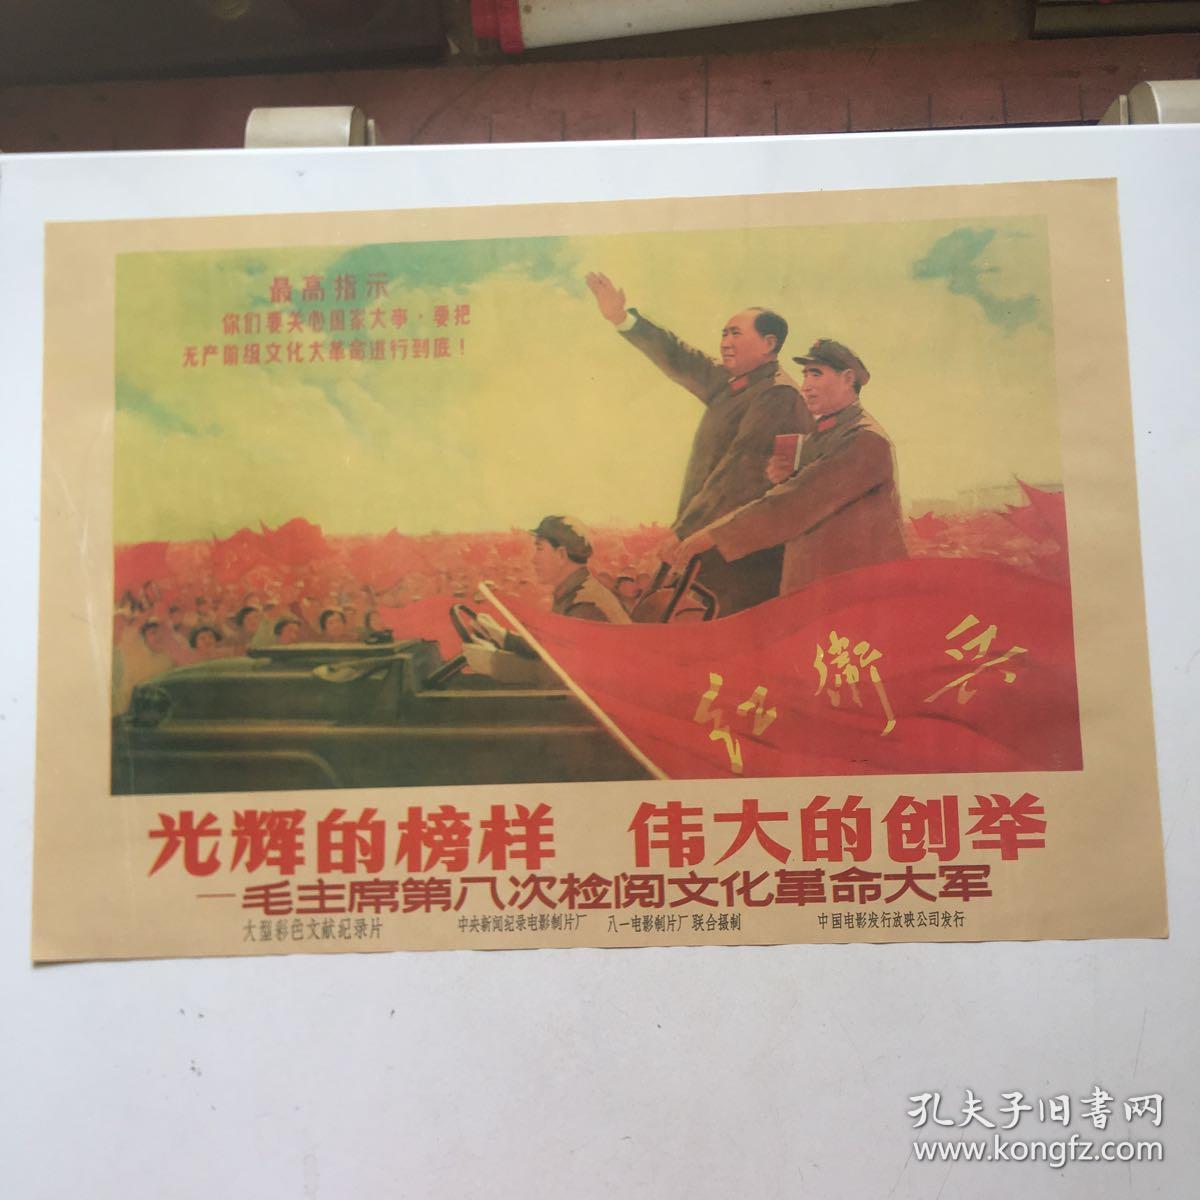 最高指示
你们要关心国家大事，要把
无产阶级文化大革命进行到底！
红卫兵
光辉的榜样 伟大的创举
—毛主席第八次检阅文化革命大军
大型彩色文献纪录片 中央新闻纪录电影制片厂 八一电影制片厂 联合摄制 中国电影发行放映公司发行
孔夫子旧书网
www.kongfz.com